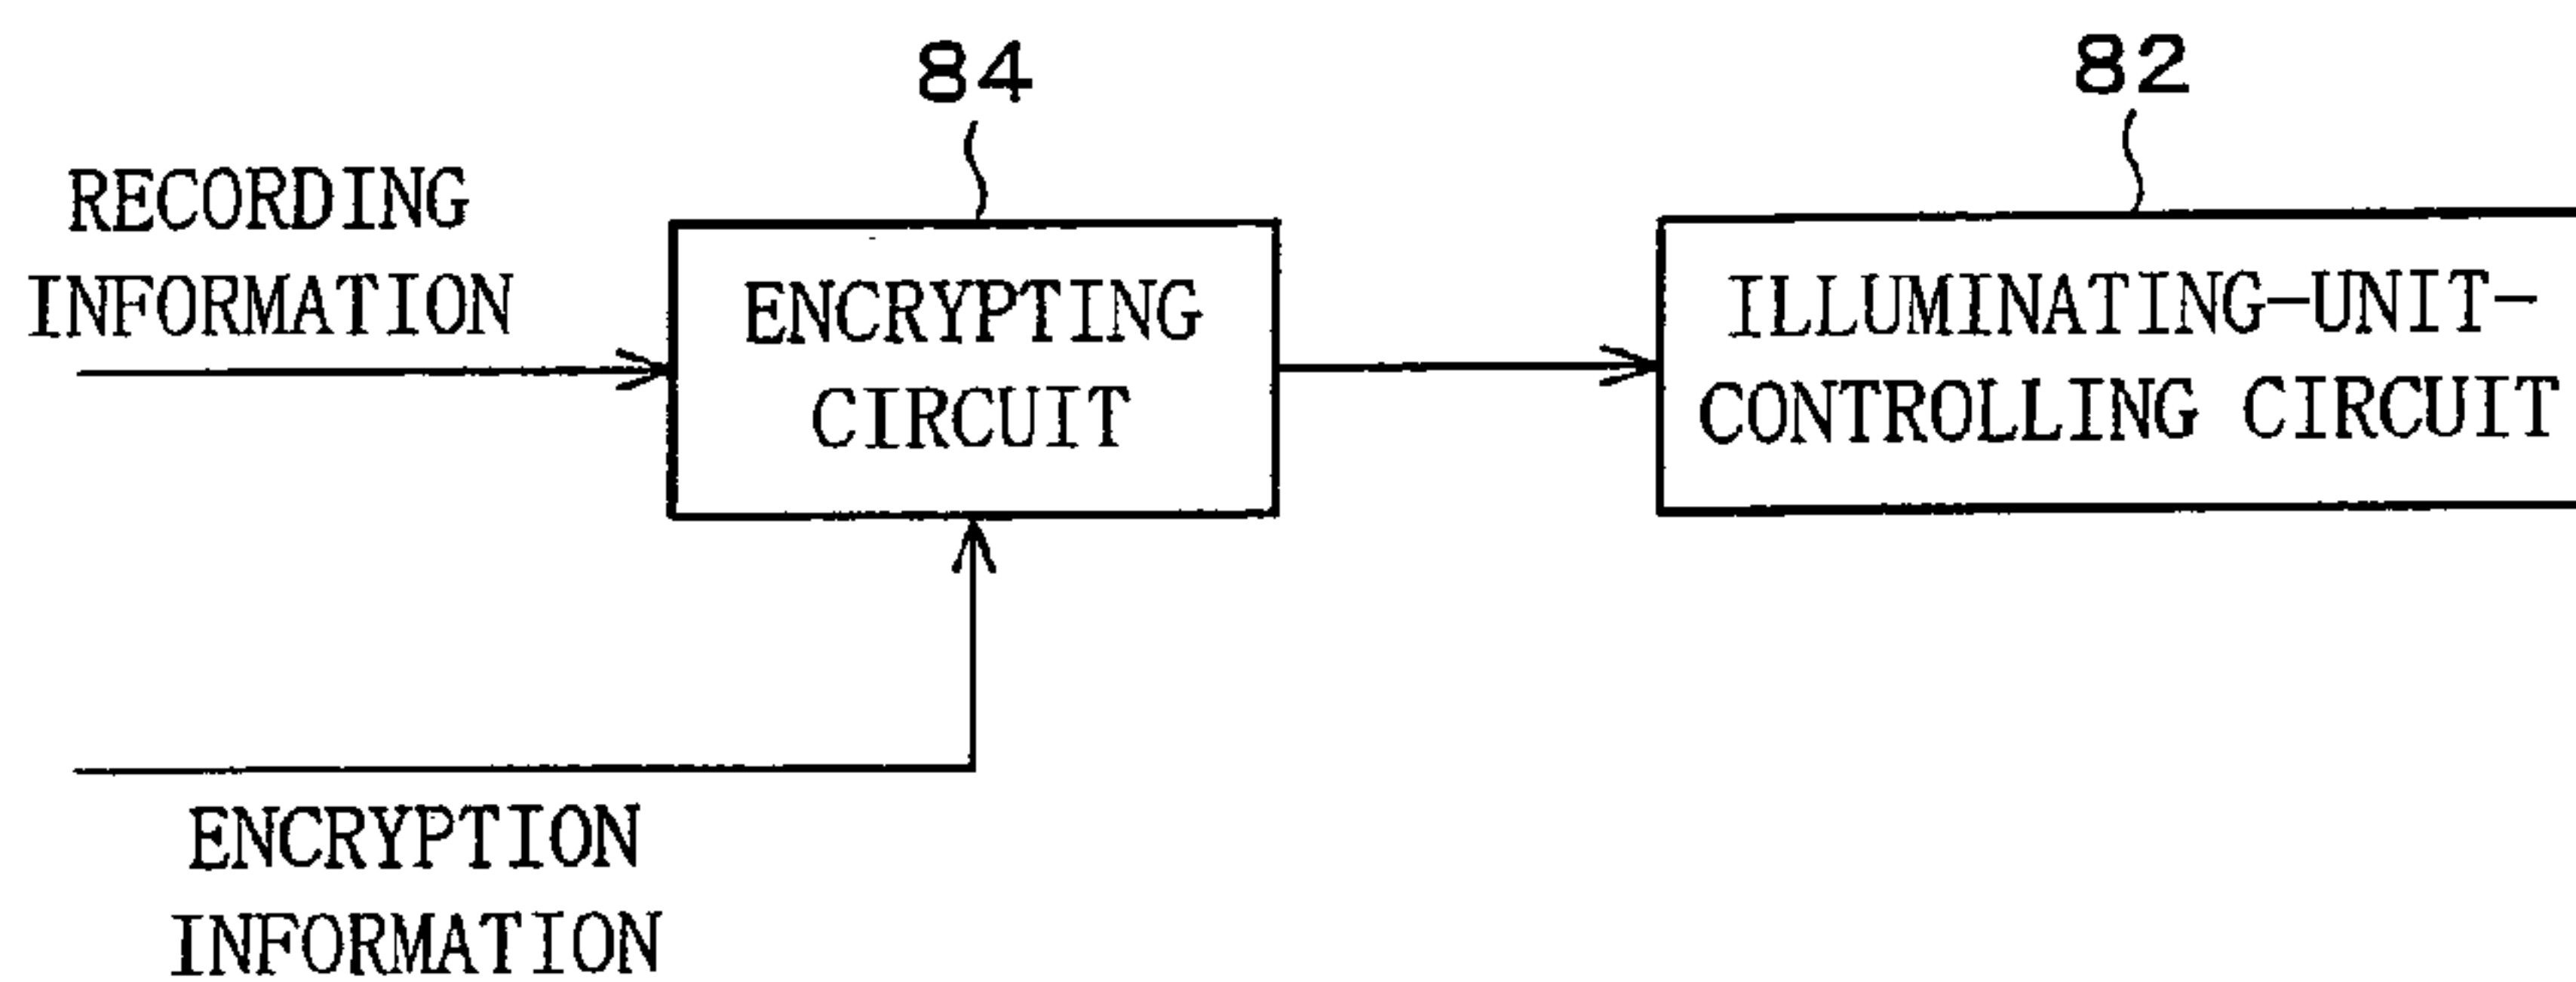 84
82
RECORDING
INFORMATION
ENCRYPTING
CIRCUIT
ILLUMINATING-UNIT-
CONTROLLING CIRCUIT
ENCRYPTION
INFORMATION